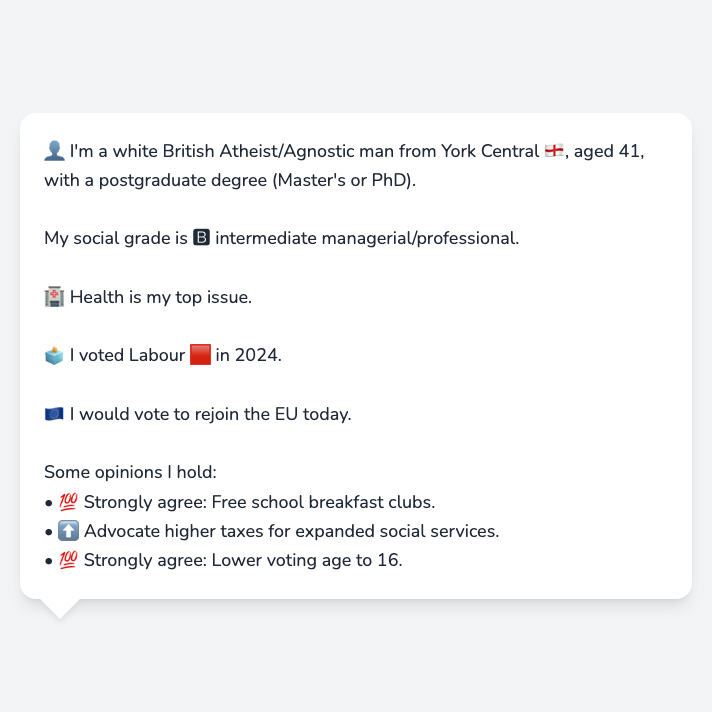 👤 I'm a white British Atheist/Agnostic man from York Central 🏴󠁧󠁢󠁥󠁮󠁧󠁿, aged 41,
with a postgraduate degree (Master's or PhD).
My social grade is 🅱 intermediate managerial/professional.
🏥 Health is my top issue.
🗳️ I voted Labour 🟥 in 2024.
🇪🇺 I would vote to rejoin the EU today.
Some opinions I hold:
• 💯 Strongly agree: Free school breakfast clubs.
• ⬆️ Advocate higher taxes for expanded social services.
• 💯 Strongly agree: Lower voting age to 16.